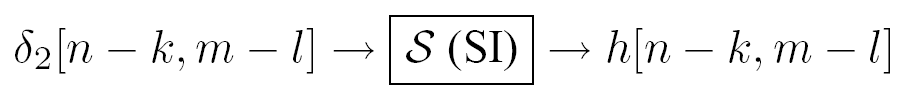 δ₂[n − k, m − l] → 𝒮 (SI) → h[n − k, m − l]